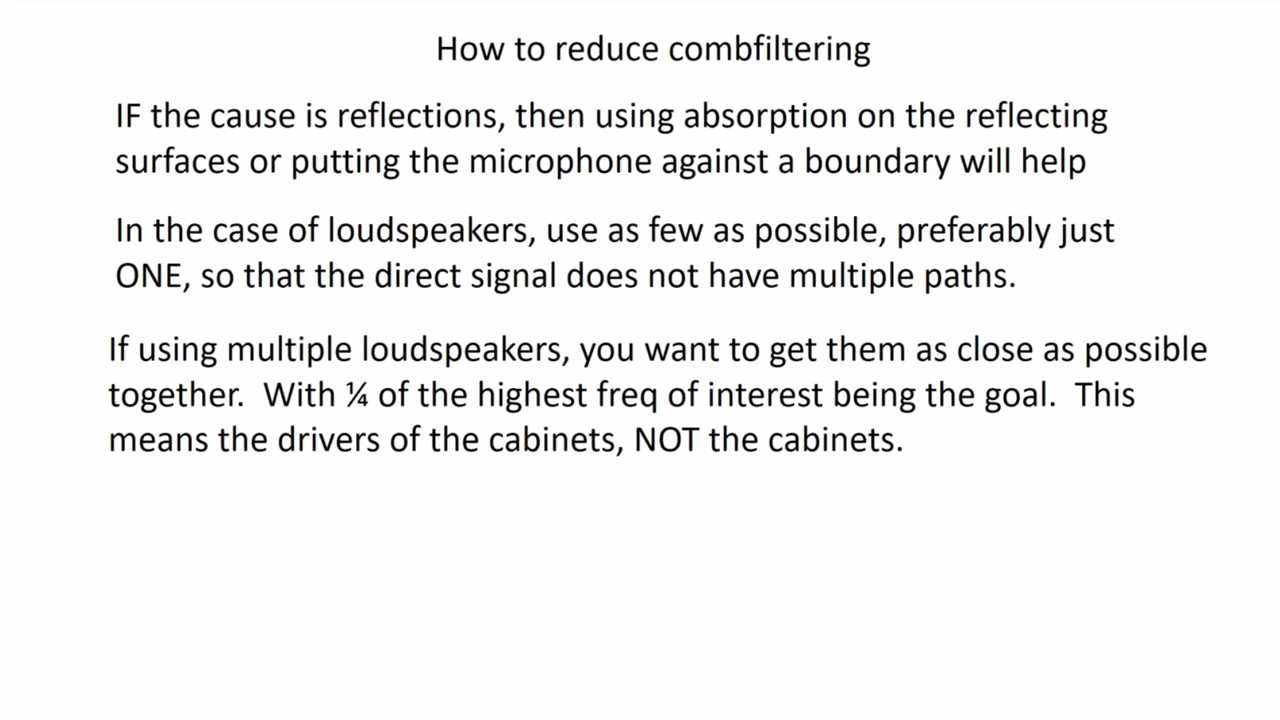 How to reduce combfiltering
IF the cause is reflections, then using absorption on the reflecting
surfaces or putting the microphone against a boundary will help
In the case of loudspeakers, use as few as possible, preferably just
ONE, so that the direct signal does not have multiple paths.
If using multiple loudspeakers, you want to get them as close as possible
together.  With ¼ of the highest freq of interest being the goal.  This
means the drivers of the cabinets, NOT the cabinets.